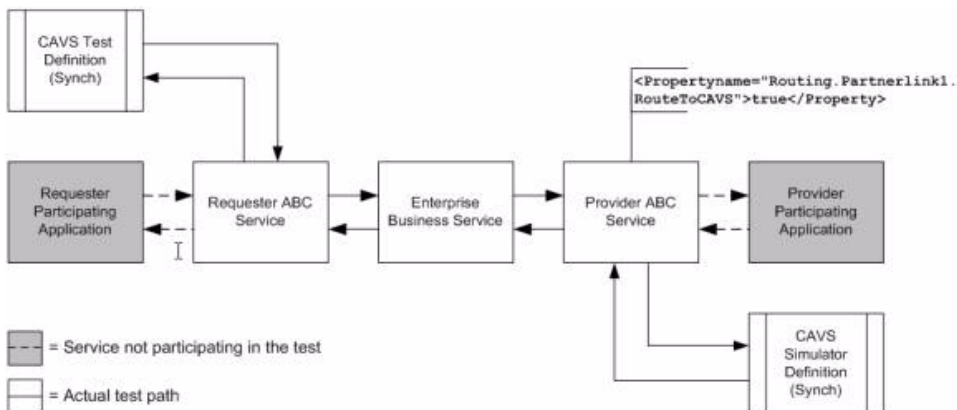 CAVS Test
Definition
(Synch)
<Propertyname="Routing.Partnerlink1.
RouteToCAVS">true</Property>
Requester
Participating
Application
Requester ABC
Service
Enterprise
Business Service
Provider ABC
Service
Provider
Participating
Application
= Service not participating in the test
= Actual test path
CAVS
Simulator
Definition
(Synch)